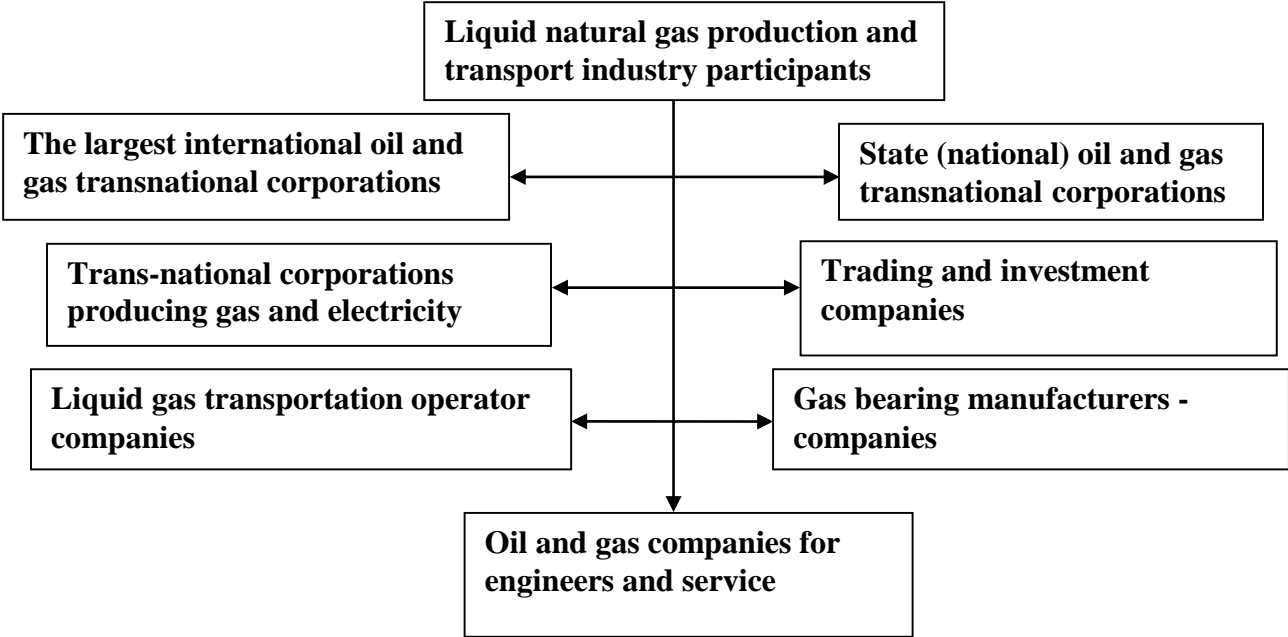 Liquid natural gas production and
transport industry participants
The largest international oil and
gas transnational corporations
State (national) oil and gas
transnational corporations
Trans-national corporations
producing gas and electricity
Trading and investment
companies
Liquid gas transportation operator
companies
Gas bearing manufacturers -
companies
Oil and gas companies for
engineers and service